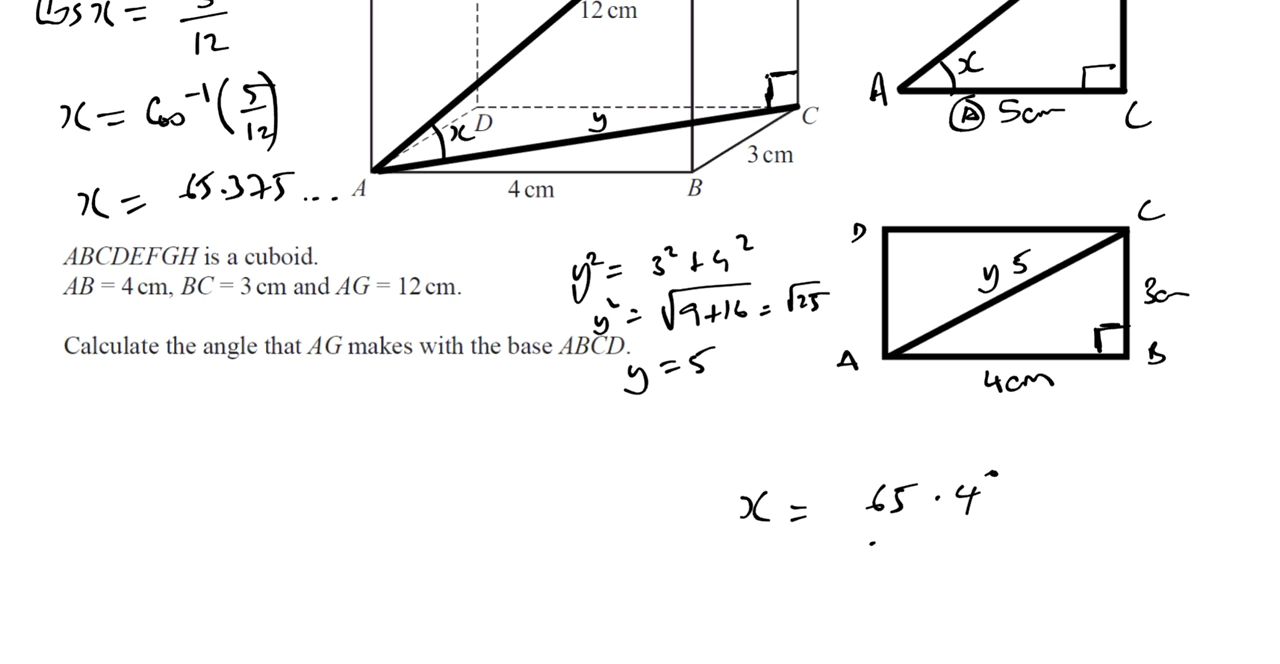 Cos x = 5/12
12 cm
x = Cos⁻¹(5/12)
x = 65.375...
A
x
D
y
C
3 cm
A
4 cm
B
A
x
A 5cm
C
ABCDEFGH is a cuboid.
AB = 4 cm, BC = 3 cm and AG = 12 cm.
Calculate the angle that AG makes with the base ABCD.
y² = 3² + 4²
y² = √9+16 = √25
y = 5
D
C
y 5
3cm
A
B
4cm
x = 65.4°